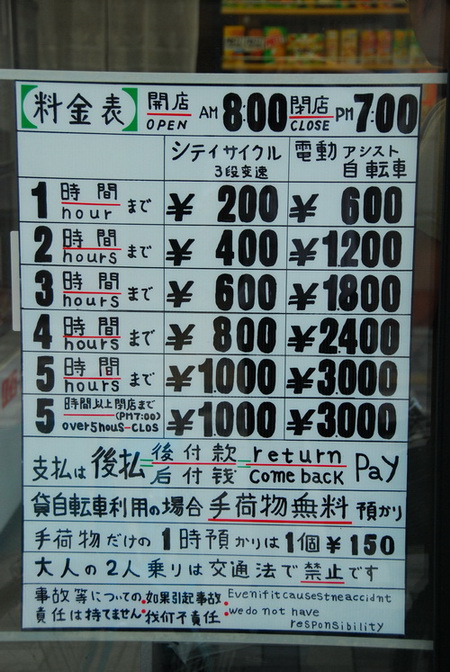 【料金表】 開店 OPEN AM 8:00 閉店 CLOSE PM 7:00
シティサイクル 3段変速 電動アシスト自転車
1 時間 hour まで ¥ 200 ¥ 600
2 時間 hours まで ¥ 400 ¥ 1200
3 時間 hours まで ¥ 600 ¥ 1800
4 時間 hours まで ¥ 800 ¥ 2400
5 時間 hours まで ¥ 1000 ¥ 3000
5 時間以上閉店まで (PM7:00) over5houS-CLOS ¥ 1000 ¥ 3000
支払は 後払=後付款 return
后付钱 come back Pay
貸自転車利用の場合 手荷物無料 預かり
手荷物だけの 1時預かりは 1個 ¥ 150
大人の2人乗りは交通法で禁止です
事故等についての:如果引起事故: Evenifitcausestneaccidnt
責任は持てません:我们不責任: we do not have
responsibility